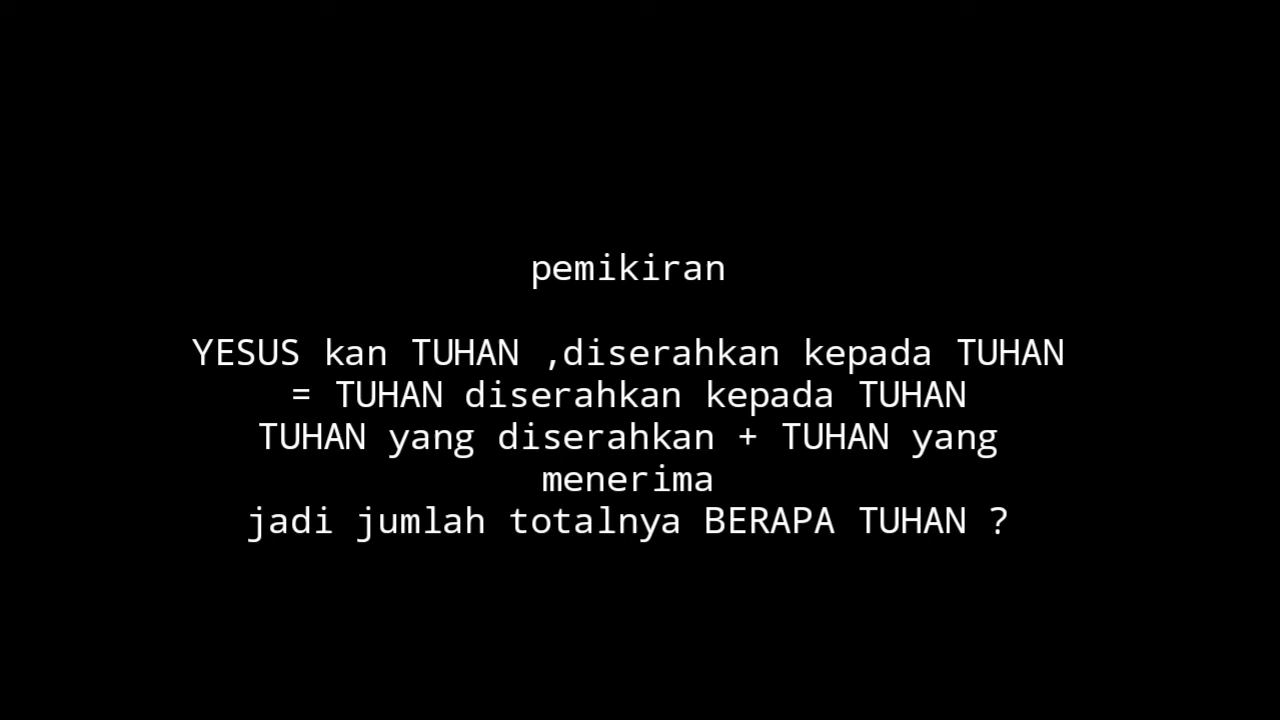 pemikiran
YESUS kan TUHAN ,diserahkan kepada TUHAN
= TUHAN diserahkan kepada TUHAN
TUHAN yang diserahkan + TUHAN yang
menerima
jadi jumlah totalnya BERAPA TUHAN ?